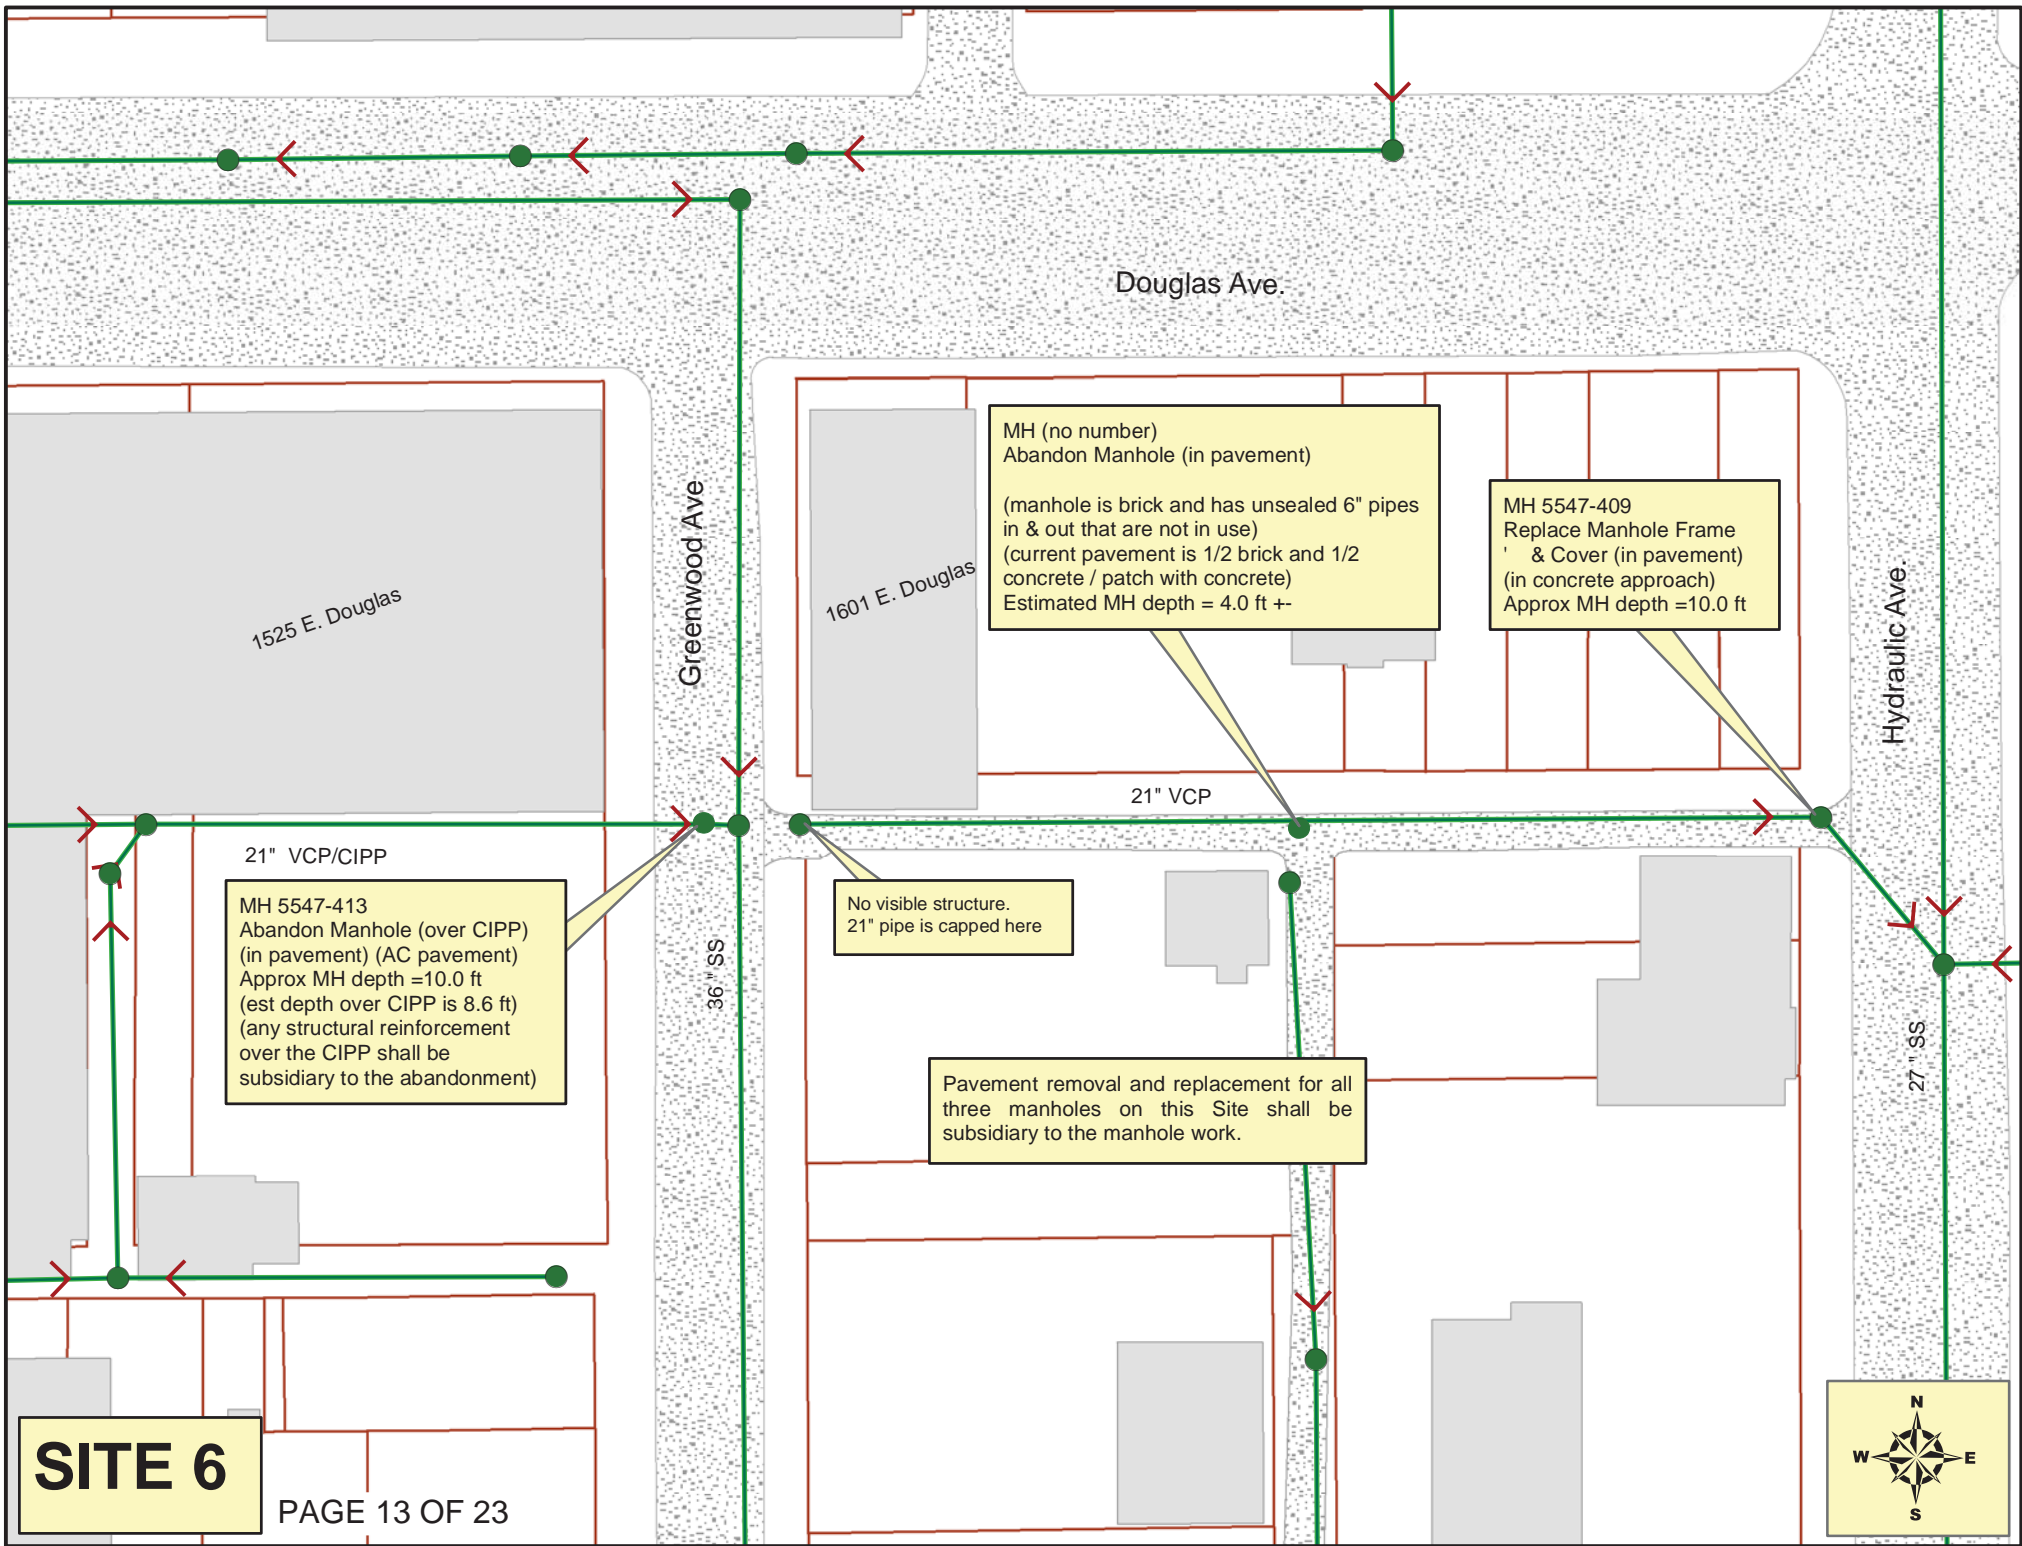 Douglas Ave.
MH (no number)
Abandon Manhole (in pavement)
(manhole is brick and has unsealed 6" pipes
in & out that are not in use)
(current pavement is 1/2 brick and 1/2
concrete / patch with concrete)
Estimated MH depth = 4.0 ft +-
MH 5547-409
Replace Manhole Frame
' & Cover (in pavement)
(in concrete approach)
Approx MH depth =10.0 ft
Greenwood Ave
1525 E. Douglas
1601 E. Douglas
Hydraulic Ave.
21" VCP
21" VCP/CIPP
MH 5547-413
Abandon Manhole (over CIPP)
(in pavement) (AC pavement)
Approx MH depth =10.0 ft
(est depth over CIPP is 8.6 ft)
(any structural reinforcement
over the CIPP shall be
subsidiary to the abandonment)
No visible structure.
21" pipe is capped here
36 " SS
27 " SS
Pavement removal and replacement for all
three manholes on this Site shall be
subsidiary to the manhole work.
SITE 6
PAGE 13 OF 23
N
W
E
S